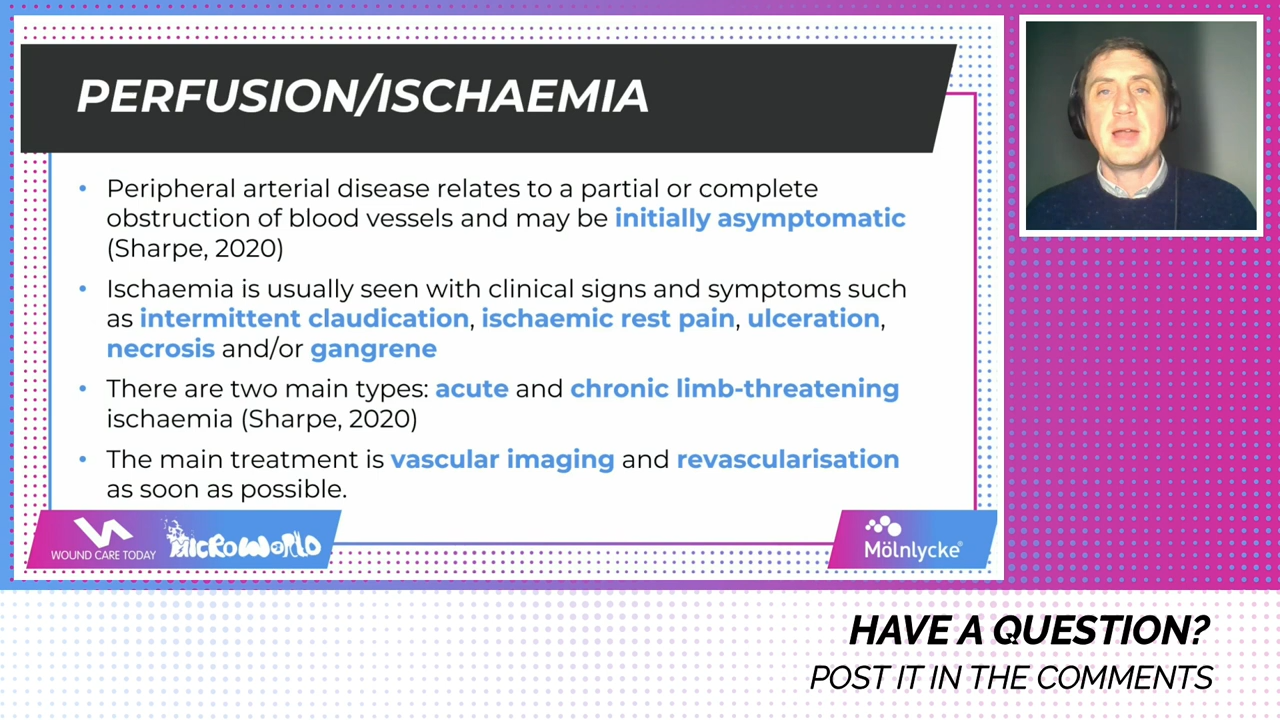 PERFUSION/ISCHAEMIA
• Peripheral arterial disease relates to a partial or complete
obstruction of blood vessels and may be initially asymptomatic
(Sharpe, 2020)
• Ischaemia is usually seen with clinical signs and symptoms such
as intermittent claudication, ischaemic rest pain, ulceration,
necrosis and/or gangrene
• There are two main types: acute and chronic limb-threatening
ischaemia (Sharpe, 2020)
• The main treatment is vascular imaging and revascularisation
as soon as possible.
WOUND CARE TODAY
MICROWORLD
Mölnlycke®
HAVE A QUESTION?
POST IT IN THE COMMENTS